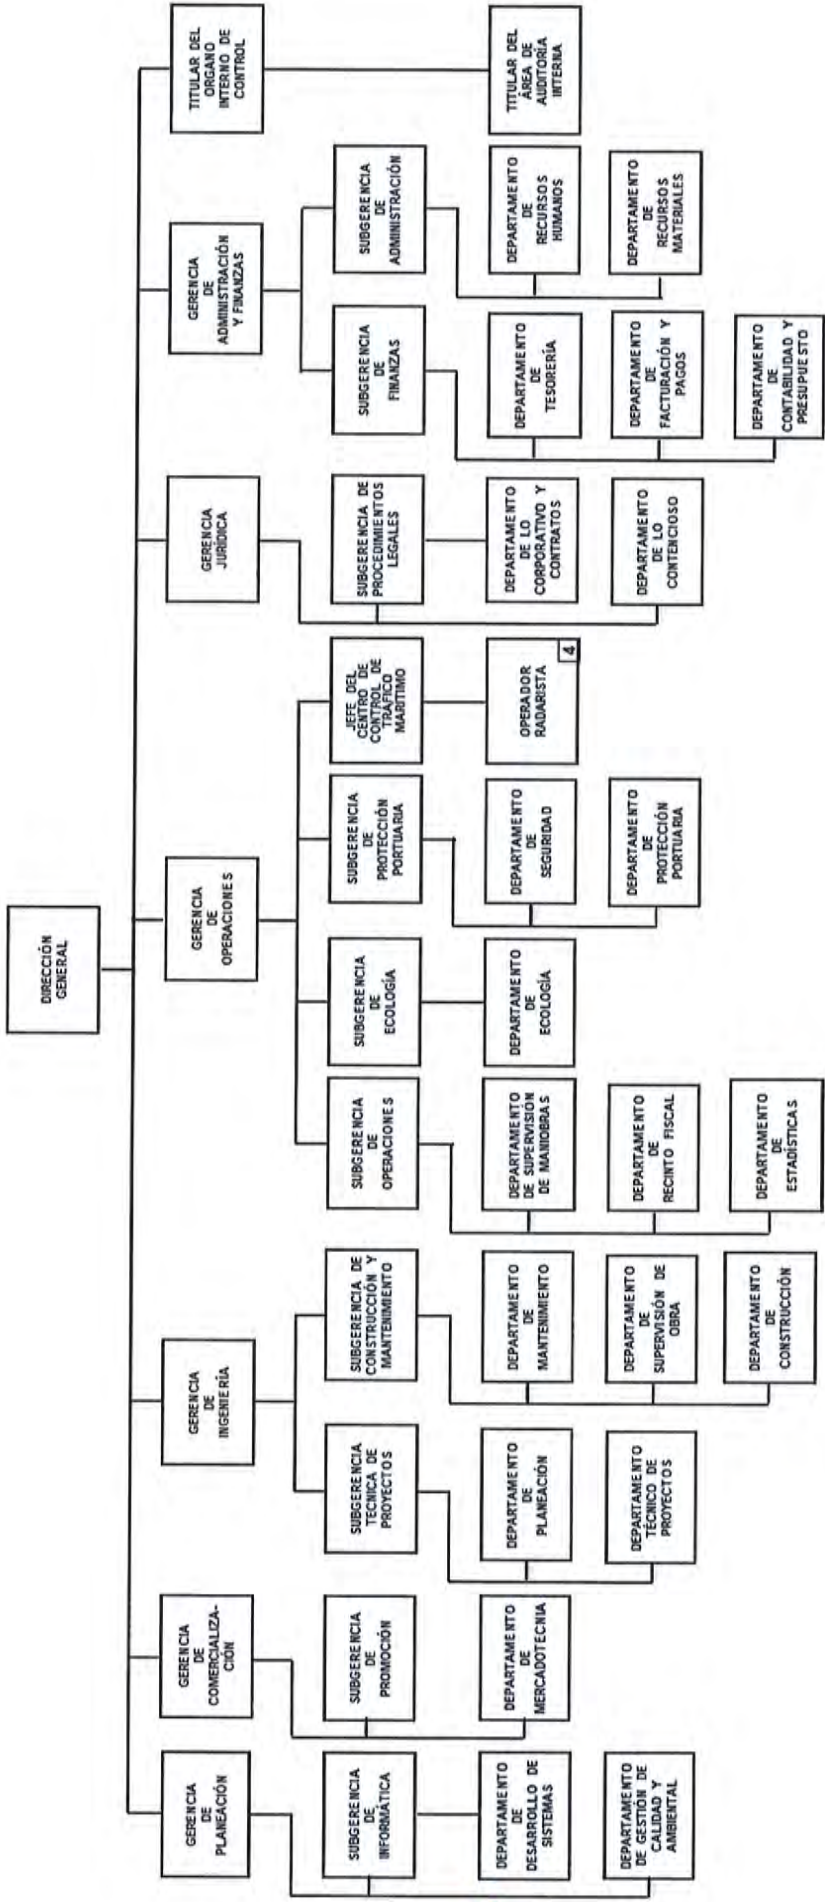 DIRECCIÓN
GENERAL
GERENCIA
DE
PLANEACIÓN
GERENCIA
DE
COMERCIALIZA-
CIÓN
GERENCIA
DE
INGENIERÍA
GERENCIA
DE
OPERACIONES
GERENCIA
JURÍDICA
GERENCIA
DE
ADMINISTRACIÓN
Y FINANZAS
TITULAR DEL
ORGANO
INTERNO DE
CONTROL
SUBGERENCIA
DE
INFORMÁTICA
SUBGERENCIA
DE
PROMOCIÓN
SUBGERENCIA
TECNICA DE
PROYECTOS
SUBGERENCIA DE
CONSTRUCCIÓN Y
MANTENIMIENTO
SUBGERENCIA
DE
OPERACIONES
SUBGERENCIA
DE
ECOLOGÍA
SUBGERENCIA
DE
PROTECCIÓN
PORTUARIA
JEFE DEL
CENTRO DE
CONTROL DE
TRÁFICO
MARÍTIMO
SUBGERENCIA DE
PROCEDIMIENTOS
LEGALES
SUBGERENCIA
DE
FINANZAS
SUBGERENCIA
DE
ADMINISTRACIÓN
DEPARTAMENTO
DE
DESARROLLO DE
SISTEMAS
DEPARTAMENTO
DE
MERCADOTECNIA
DEPARTAMENTO
DE
PLANEACIÓN
DEPARTAMENTO
DE
MANTENIMIENTO
DEPARTAMENTO
DE SUPERVISIÓN
DE MANIOBRAS
DEPARTAMENTO
DE
ECOLOGÍA
DEPARTAMENTO
DE
SEGURIDAD
OPERADOR
RADARISTA
4
DEPARTAMENTO
DE LO
CORPORATIVO Y
CONTRATOS
DEPARTAMENTO
DE
TESORERÍA
DEPARTAMENTO
DE
RECURSOS
HUMANOS
TITULAR DEL
ÁREA DE
AUDITORÍA
INTERNA
DEPARTAMENTO
DE GESTIÓN DE
CALIDAD Y
AMBIENTAL
DEPARTAMENTO
TÉCNICO DE
PROYECTOS
DEPARTAMENTO
DE
SUPERVISIÓN DE
OBRA
DEPARTAMENTO
DE
RECINTO FISCAL
DEPARTAMENTO
DE
PROTECCIÓN
PORTUARIA
DEPARTAMENTO
DE LO
CONTENCIOSO
DEPARTAMENTO
DE
FACTURACIÓN Y
PAGOS
DEPARTAMENTO
DE
RECURSOS
MATERIALES
DEPARTAMENTO
DE
CONSTRUCCIÓN
DEPARTAMENTO
DE
ESTADÍSTICAS
DEPARTAMENTO
DE
CONTABILIDAD Y
PRESUPUESTO